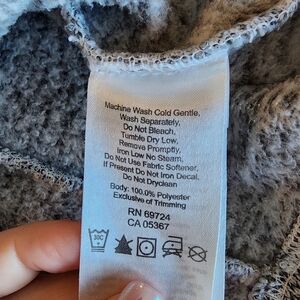 Machine Wash Cold Gentle,
Wash Separately,
Do Not Bleach,
Tumble Dry Low,
Remove Promptly,
Iron Low No Steam,
Do Not Use Fabric Softener,
If Present Do Not Iron Decal,
Do Not Dryclean
Body: 100.0% Polyester
Exclusive of Trimming
RN 69724
CA 05367
30C